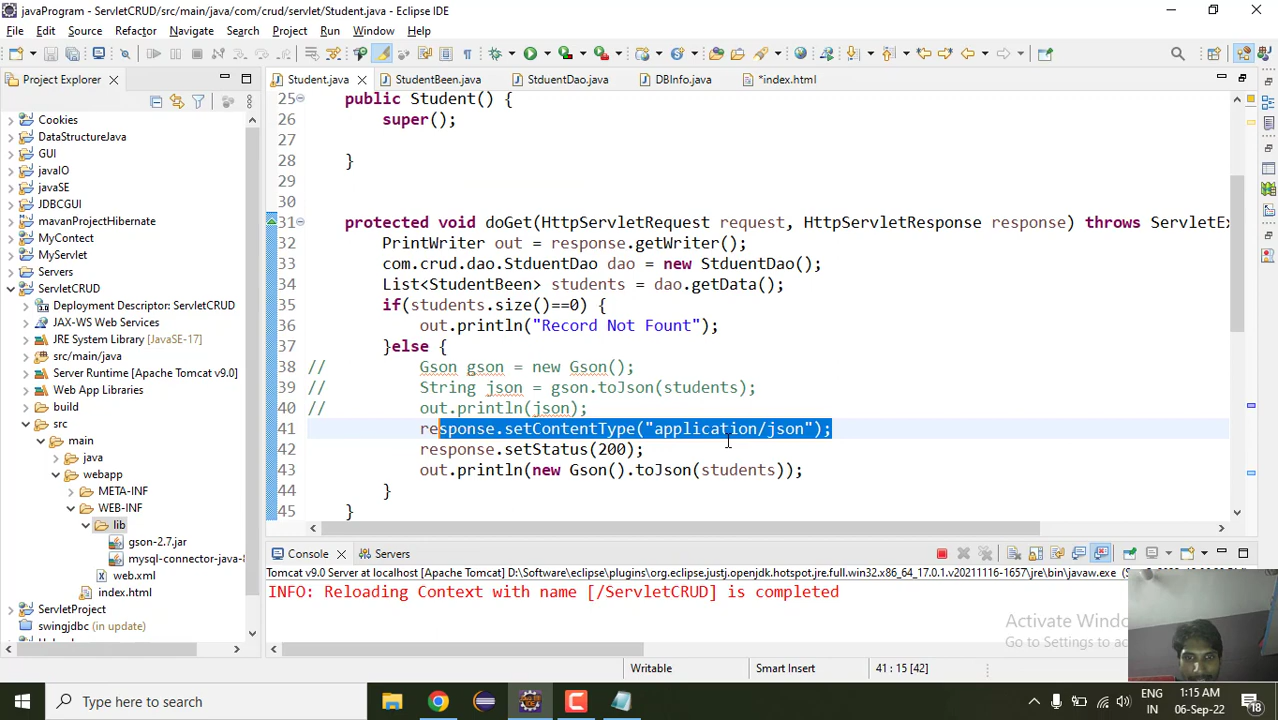 javaProgram - ServletCRUD/src/main/java/com/crud/servlet/Student.java - Eclipse IDE
File Edit Source Refactor Navigate Search Project Run Window Help
Project Explorer
Student.java StudentBeen.java StduentDao.java DBInfo.java *index.html
Cookies
DataStructureJava
GUI
javaIO
javaSE
JDBCGUI
mavanProjectHibernate
MyContect
MyServlet
Servers
ServletCRUD
Deployment Descriptor: ServletCRUD
JAX-WS Web Services
JRE System Library [JavaSE-17]
src/main/java
Server Runtime [Apache Tomcat v9.0]
Web App Libraries
build
src
main
java
webapp
META-INF
WEB-INF
lib
gson-2.7.jar
mysql-connector-java-8
web.xml
index.html
ServletProject
swingjdbc (in update)
25 public Student() {
26 super();
27
28 }
29
30
31 protected void doGet(HttpServletRequest request, HttpServletResponse response) throws ServletEx
32 PrintWriter out = response.getWriter();
33 com.crud.dao.StduentDao dao = new StduentDao();
34 List<StudentBeen> students = dao.getData();
35 if(students.size()==0) {
36 out.println("Record Not Fount");
37 }else {
38 // Gson gson = new Gson();
39 // String json = gson.toJson(students);
40 // out.println(json);
41 response.setContentType("application/json");
42 response.setStatus(200);
43 out.println(new Gson().toJson(students));
44 }
45 }
Console Servers
Tomcat v9.0 Server at localhost [Apache Tomcat] D:\Software\eclipse\plugins\org.eclipse.justj.openjdk.hotspot.jre.full.win32.x86_64_17.0.1.v20211116-1657\jre\bin\javaw.exe
INFO: Reloading Context with name [/ServletCRUD] is completed
Activate Windo
Go to Settings to ac
Writable Smart Insert 41 : 15 [42]
Type here to search
ENG
IN
1:15 AM
06-Sep-22
18